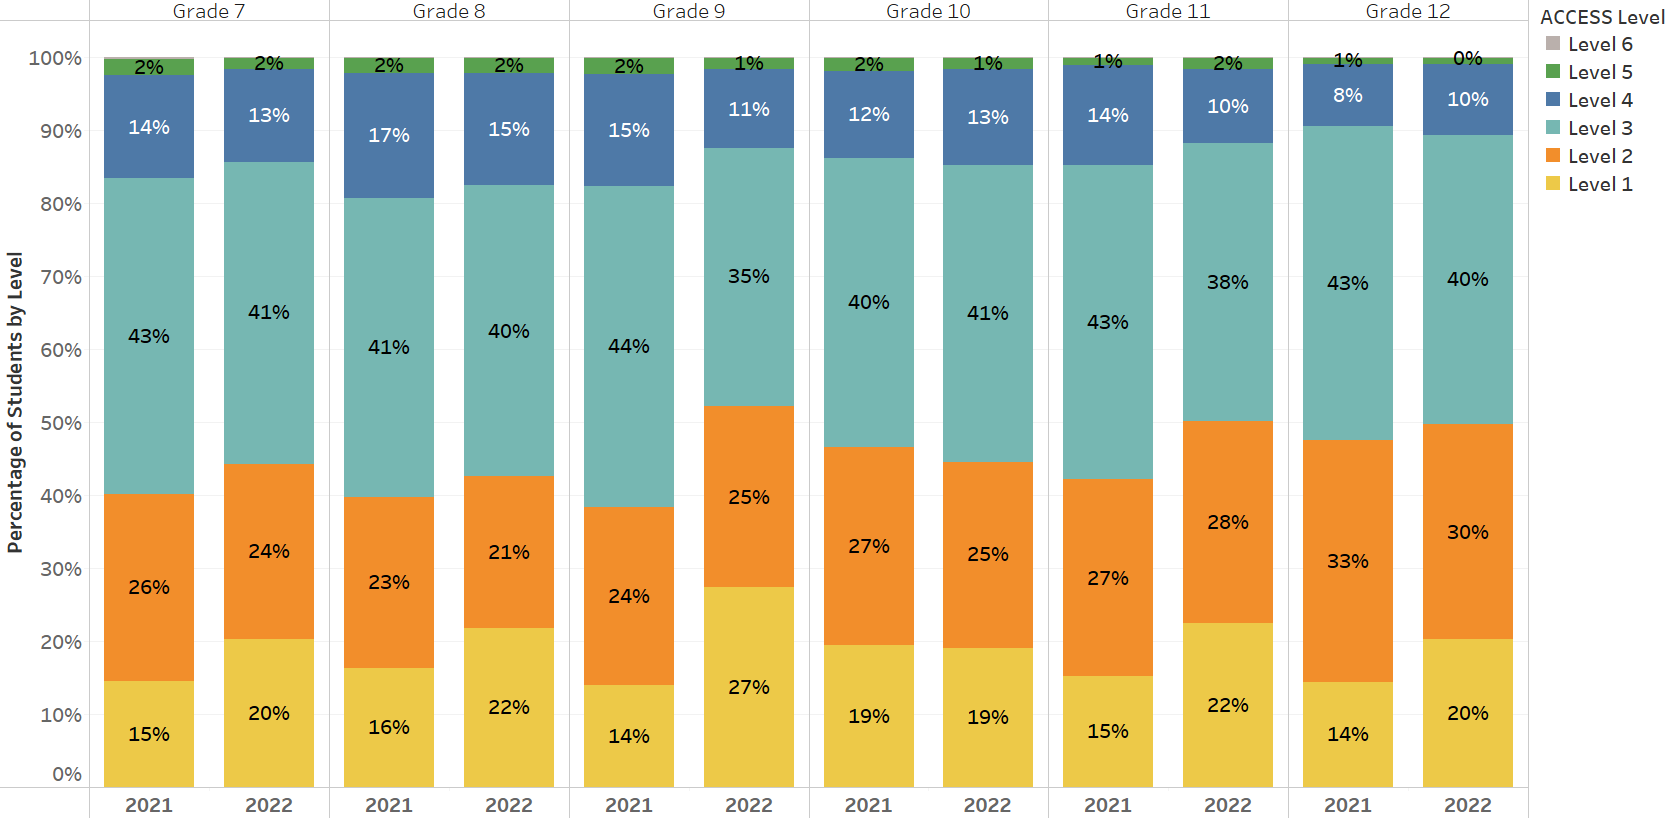 Grade 7 Grade 8 Grade 9 Grade 10 Grade 11 Grade 12
ACCESS Level
Level 6
Level 5
Level 4
Level 3
Level 2
Level 1
Percentage of Students by Level
100%
90%
80%
70%
60%
50%
40%
30%
20%
10%
0%
2% 2% 2% 2% 2% 1% 2% 1% 1% 2% 1% 0%
14% 13% 17% 15% 15% 11% 12% 13% 14% 10% 8% 10%
43% 41% 41% 40% 44% 35% 40% 41% 43% 38% 43% 40%
26% 24% 23% 21% 24% 25% 27% 25% 27% 28% 33% 30%
15% 20% 16% 22% 14% 27% 19% 19% 15% 22% 14% 20%
2021 2022 2021 2022 2021 2022 2021 2022 2021 2022 2021 2022